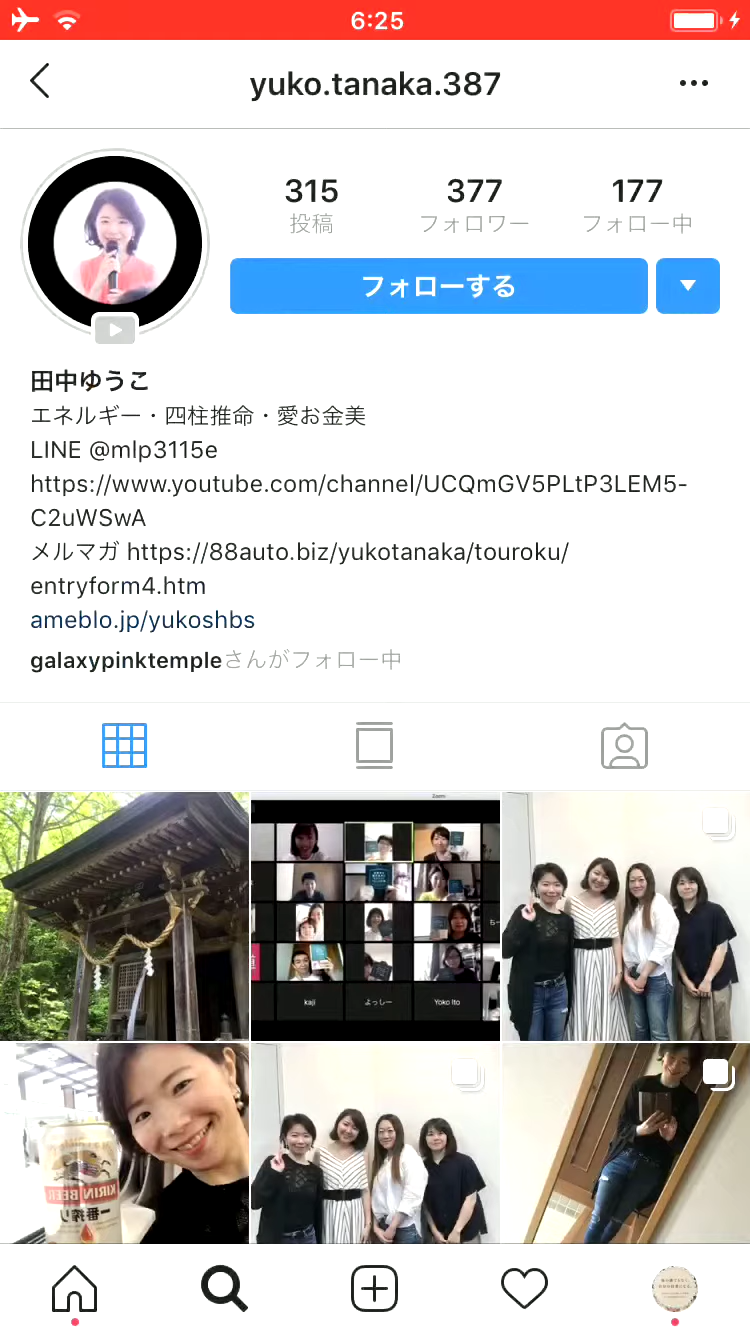 6:25
yuko.tanaka.387
315 377 177
投稿 フォロワー フォロー中
フォローする
田中ゆうこ
エネルギー・四柱推命・愛お金美
LINE @mlp3115e
https://www.youtube.com/channel/UCQmGV5PLtP3LEM5-
C2uWSwA
メルマガ https://88auto.biz/yukotanaka/touroku/
entryform4.htm
ameblo.jp/yukoshbs
galaxypinktempleさんがフォロー中
Zoom
kaji よっしー Yoko Ito
KIRIN BEER
一番搾り